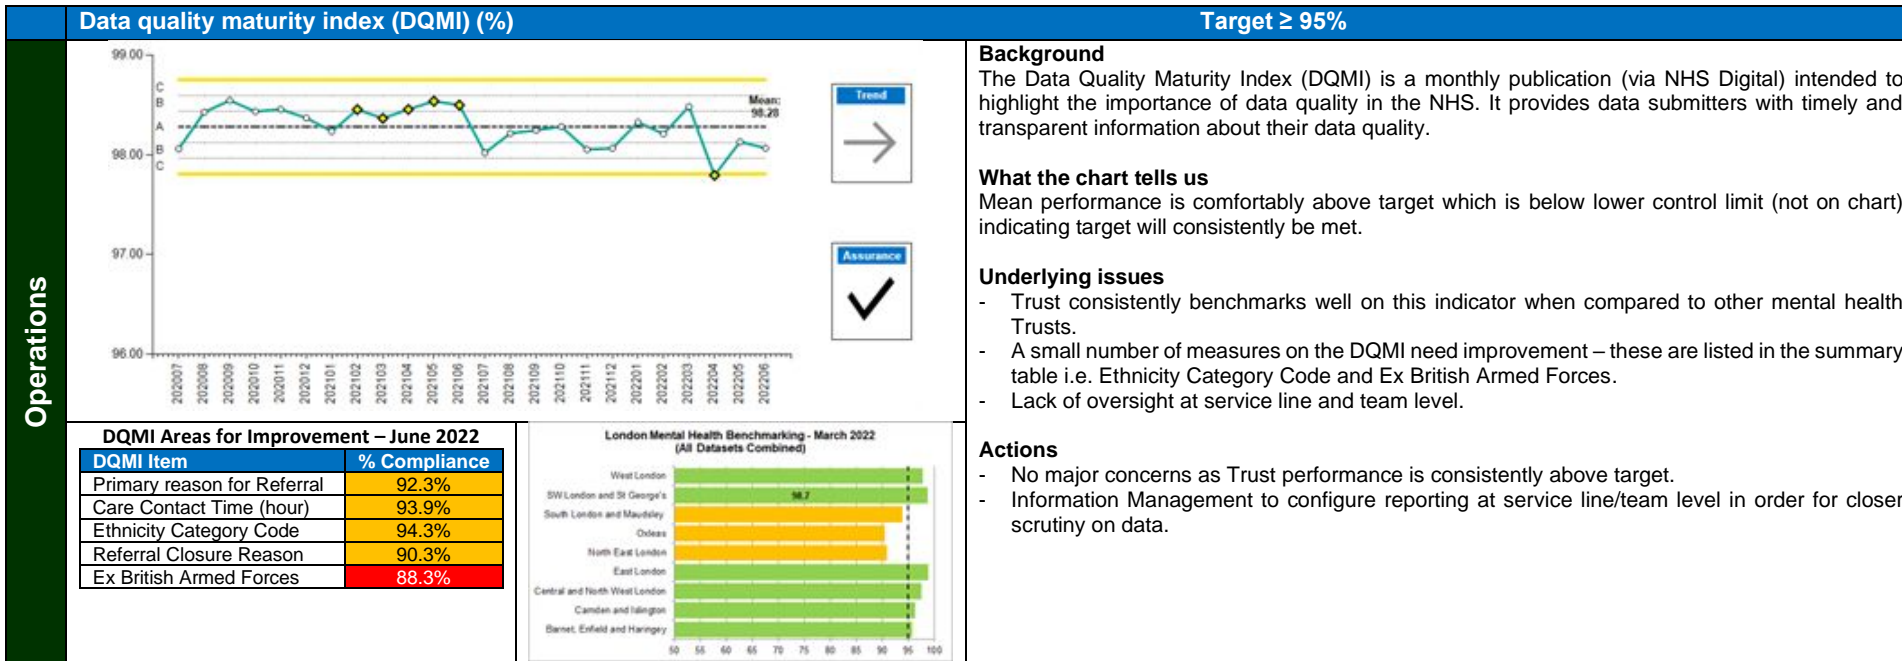 Data quality maturity index (DQMI) (%)
Target ≥ 95%
Operations
99.00
98.00
97.00
96.00
C
B
A
B
C
Mean:
98.28
202007
202008
202009
202010
202011
202012
202101
202102
202103
202104
202105
202106
202107
202108
202109
202110
202111
202112
202201
202202
202203
202204
202205
202206
Trend
Assurance
DQMI Areas for Improvement – June 2022
DQMI Item % Compliance
Primary reason for Referral 92.3%
Care Contact Time (hour) 93.9%
Ethnicity Category Code 94.3%
Referral Closure Reason 90.3%
Ex British Armed Forces 88.3%
London Mental Health Benchmarking - March 2022
(All Datasets Combined)
West London
SW London and St George's 98.7
South London and Maudsley
Oxleas
North East London
East London
Central and North West London
Camden and Islington
Barnet, Enfield and Haringey
50 55 60 65 70 75 80 85 90 95 100
Background
The Data Quality Maturity Index (DQMI) is a monthly publication (via NHS Digital) intended to
highlight the importance of data quality in the NHS. It provides data submitters with timely and
transparent information about their data quality.
What the chart tells us
Mean performance is comfortably above target which is below lower control limit (not on chart)
indicating target will consistently be met.
Underlying issues
- Trust consistently benchmarks well on this indicator when compared to other mental health
Trusts.
- A small number of measures on the DQMI need improvement – these are listed in the summary
table i.e. Ethnicity Category Code and Ex British Armed Forces.
- Lack of oversight at service line and team level.
Actions
- No major concerns as Trust performance is consistently above target.
- Information Management to configure reporting at service line/team level in order for closer
scrutiny on data.